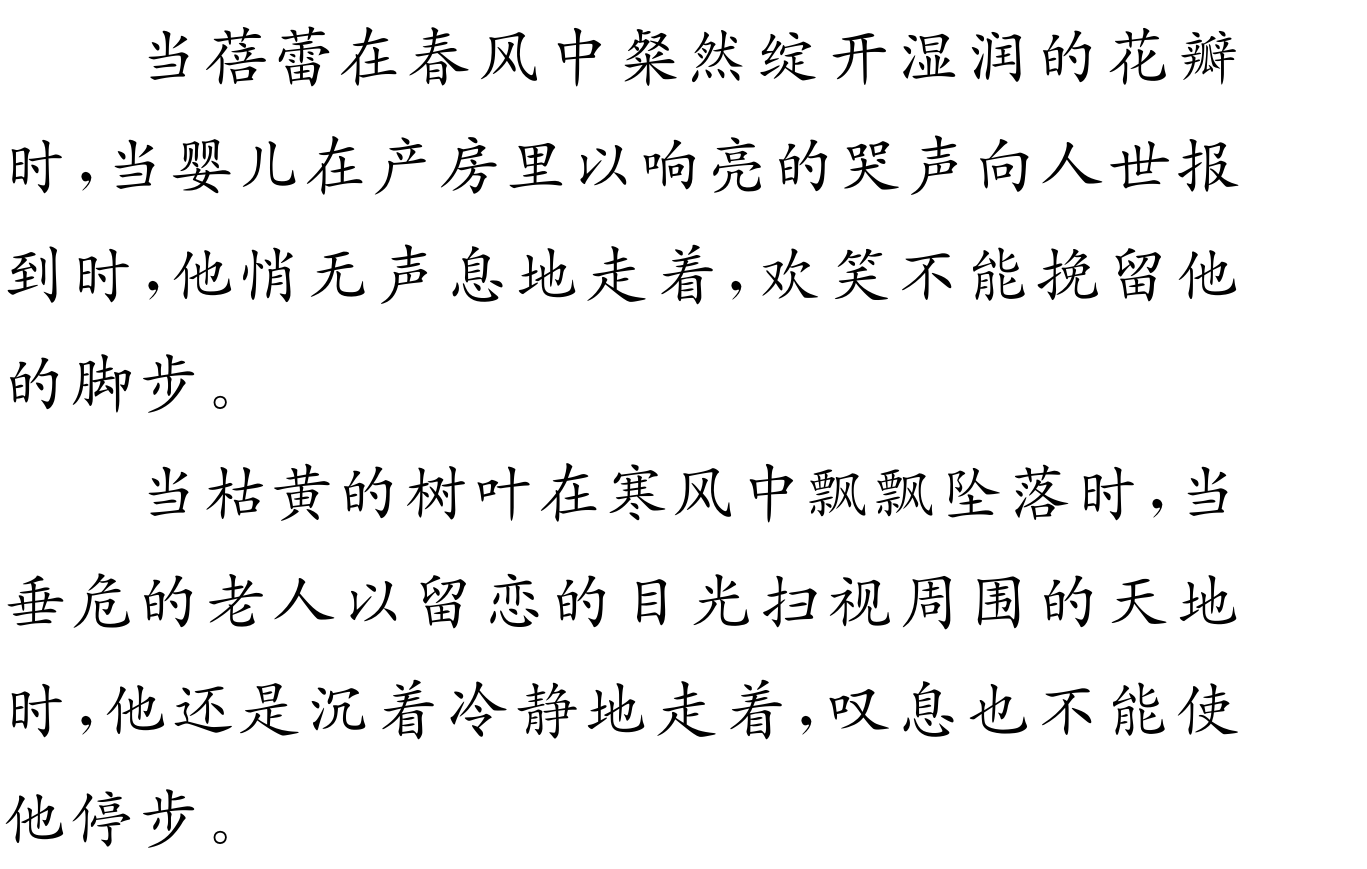 当蓓蕾在春风中粲然绽开湿润的花瓣
时,当婴儿在产房里以响亮的哭声向人世报
到时,他悄无声息地走着,欢笑不能挽留他
的脚步。
当枯黄的树叶在寒风中飘飘坠落时,当
垂危的老人以留恋的目光扫视周围的天地
时,他还是沉着冷静地走着,叹息也不能使
他停步。